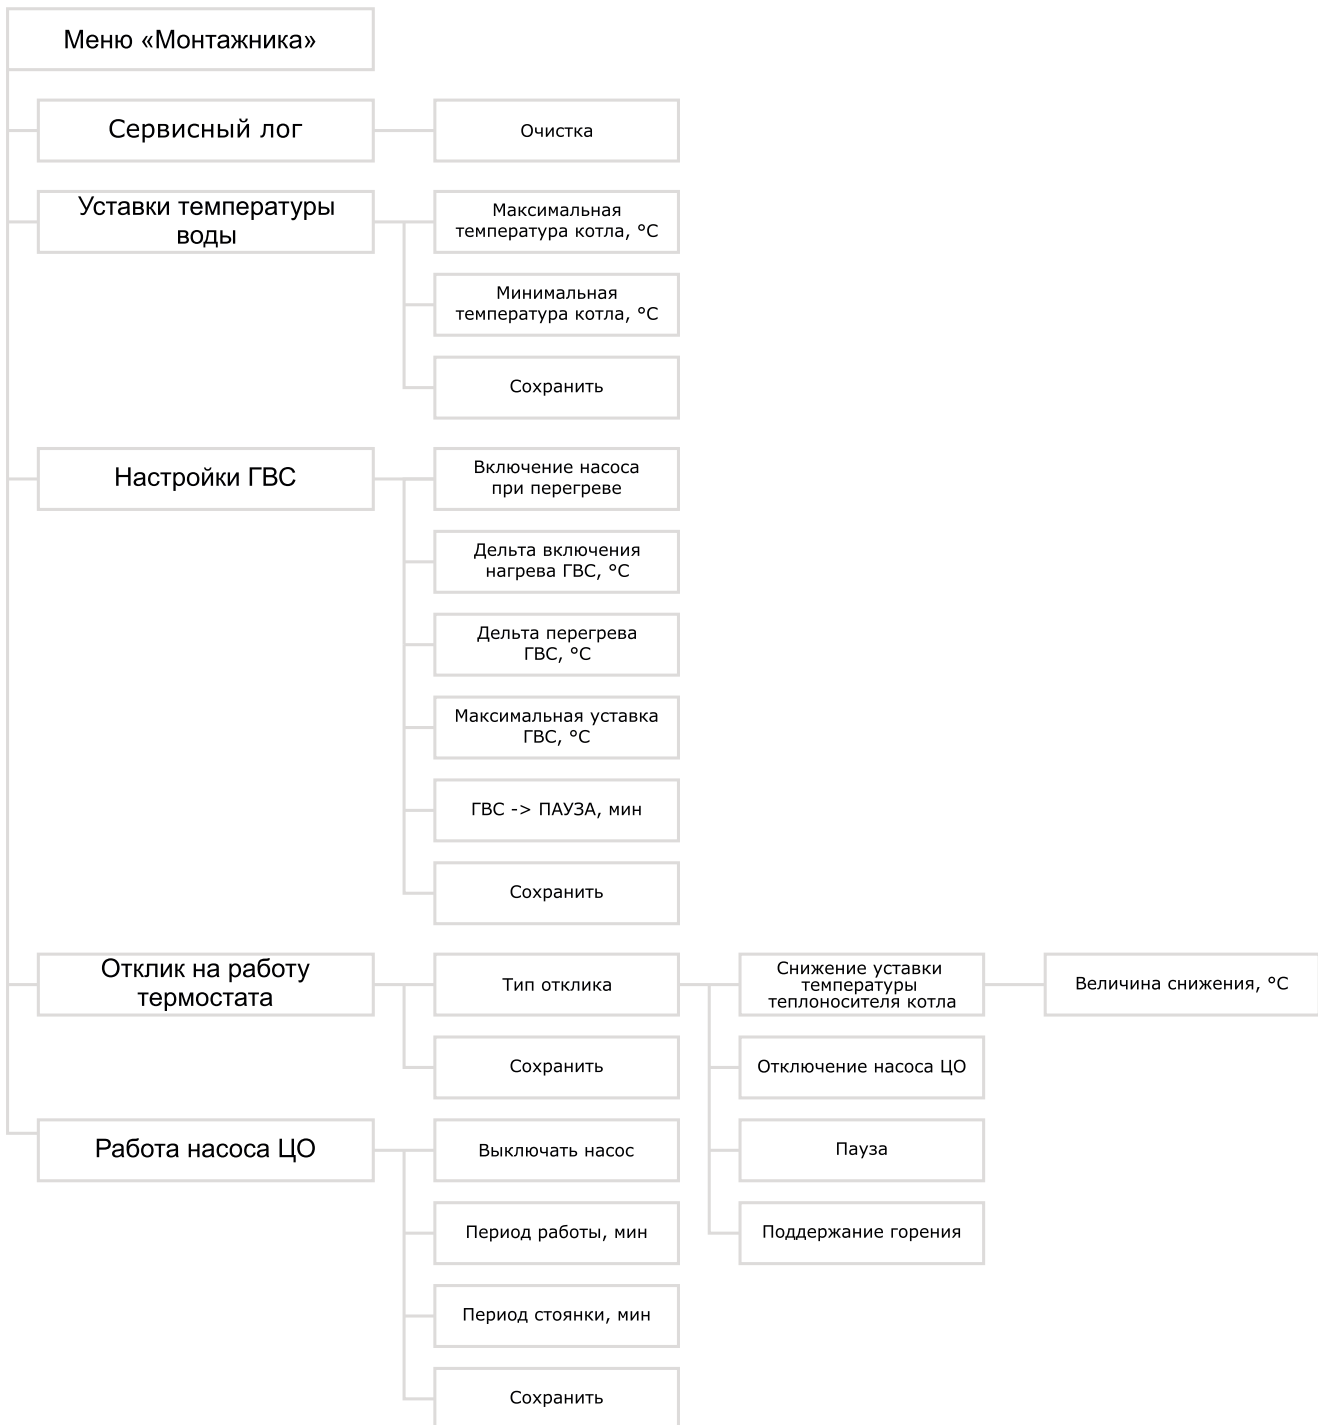 Меню «Монтажника»
Сервисный лог
Очистка
Уставки температуры
воды
Максимальная
температура котла, °С
Минимальная
температура котла, °С
Сохранить
Настройки ГВС
Включение насоса
при перегреве
Дельта включения
нагрева ГВС, °С
Дельта перегрева
ГВС, °С
Максимальная уставка
ГВС, °С
ГВС -> ПАУЗА, мин
Сохранить
Отклик на работу
термостата
Тип отклика
Снижение уставки
температуры
теплоносителя котла
Величина снижения, °С
Сохранить
Отключение насоса ЦО
Работа насоса ЦО
Выключать насос
Пауза
Период работы, мин
Поддержание горения
Период стоянки, мин
Сохранить